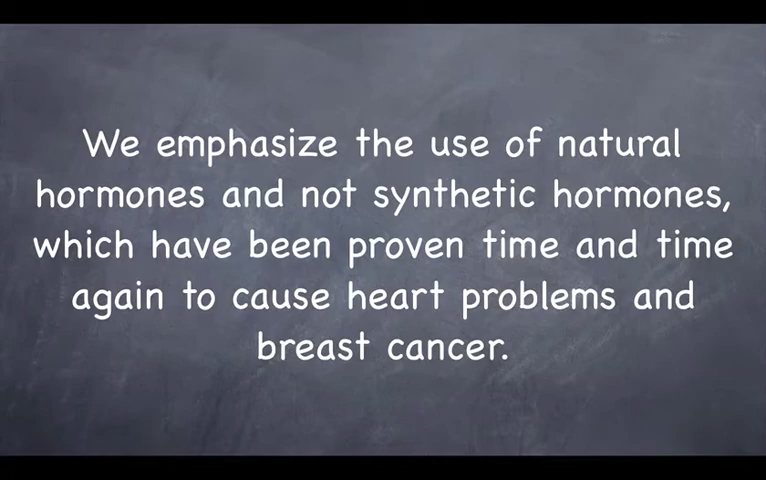 We emphasize the use of natural
hormones and not synthetic hormones,
which have been proven time and time
again to cause heart problems and
breast cancer.